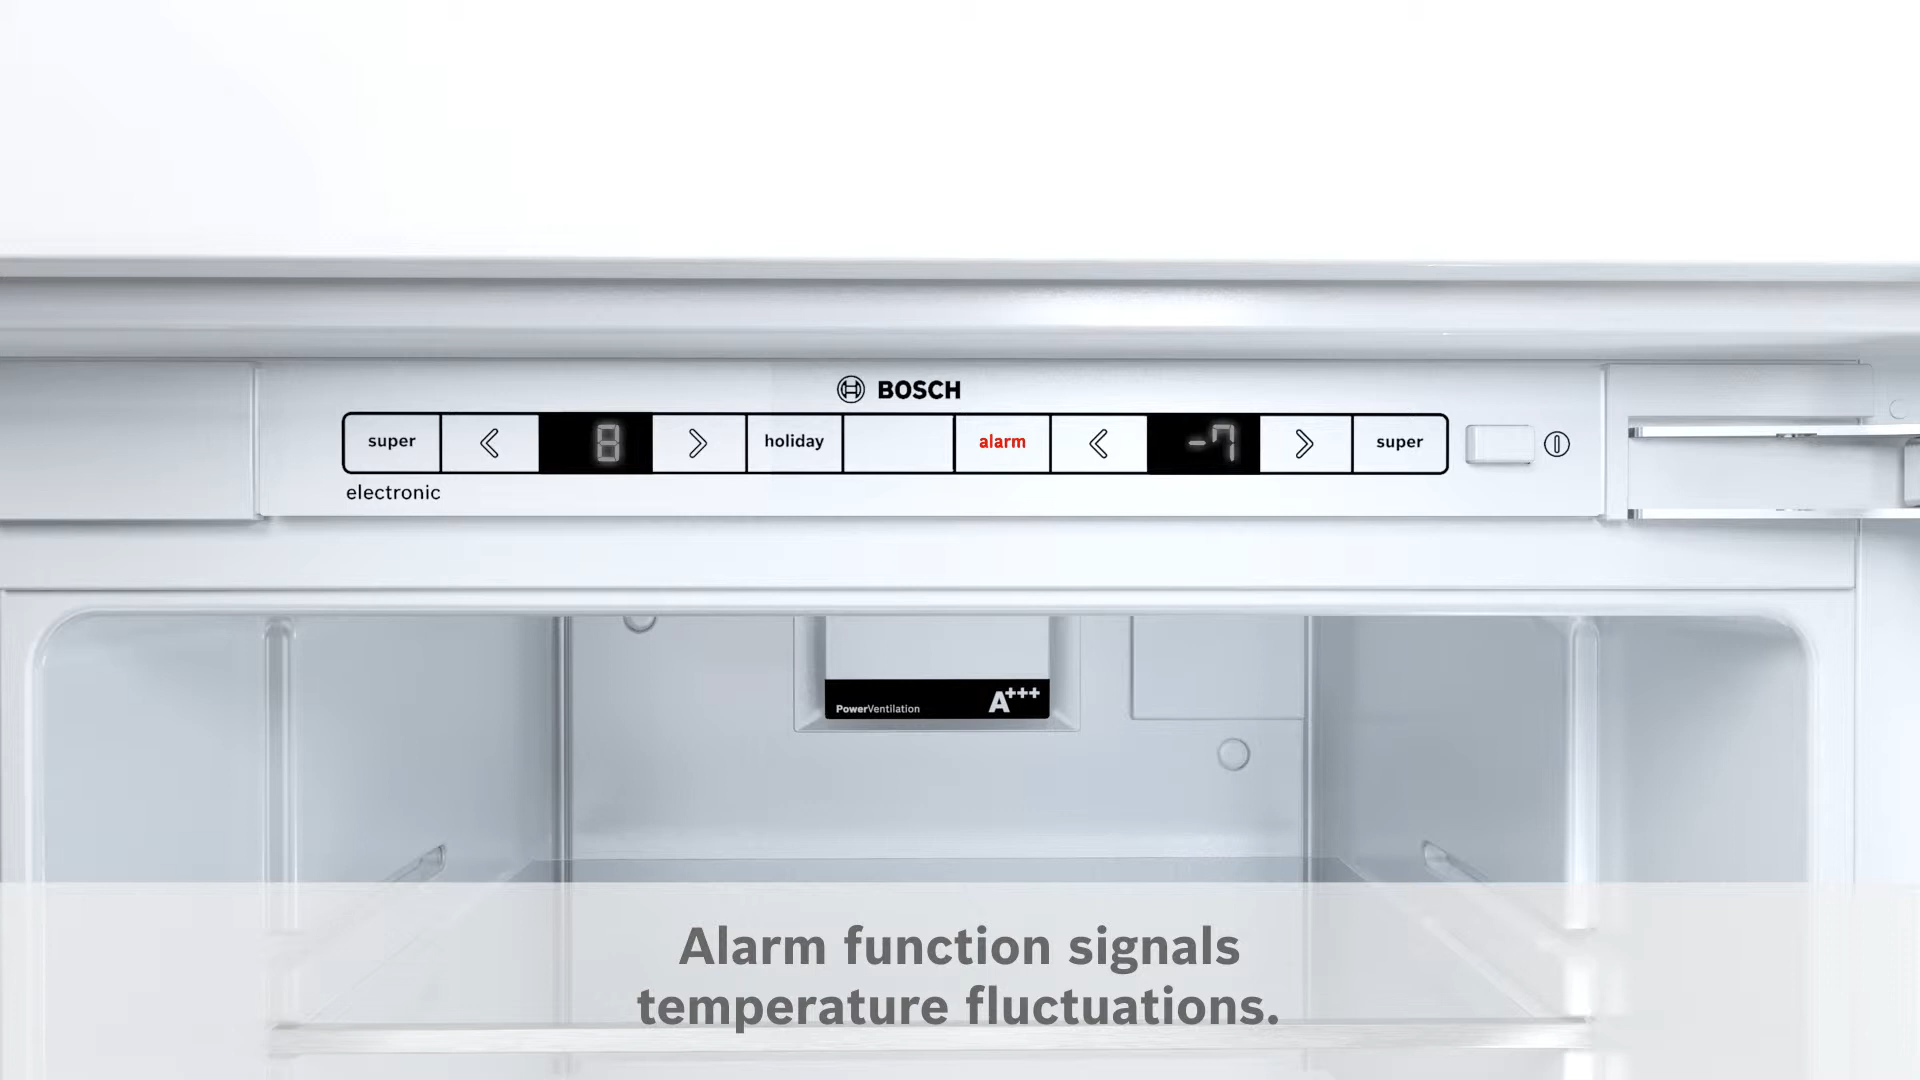 BOSCH
super < 8 > holiday alarm < -7 > super
electronic
PowerVentilation A+++
Alarm function signals
temperature fluctuations.